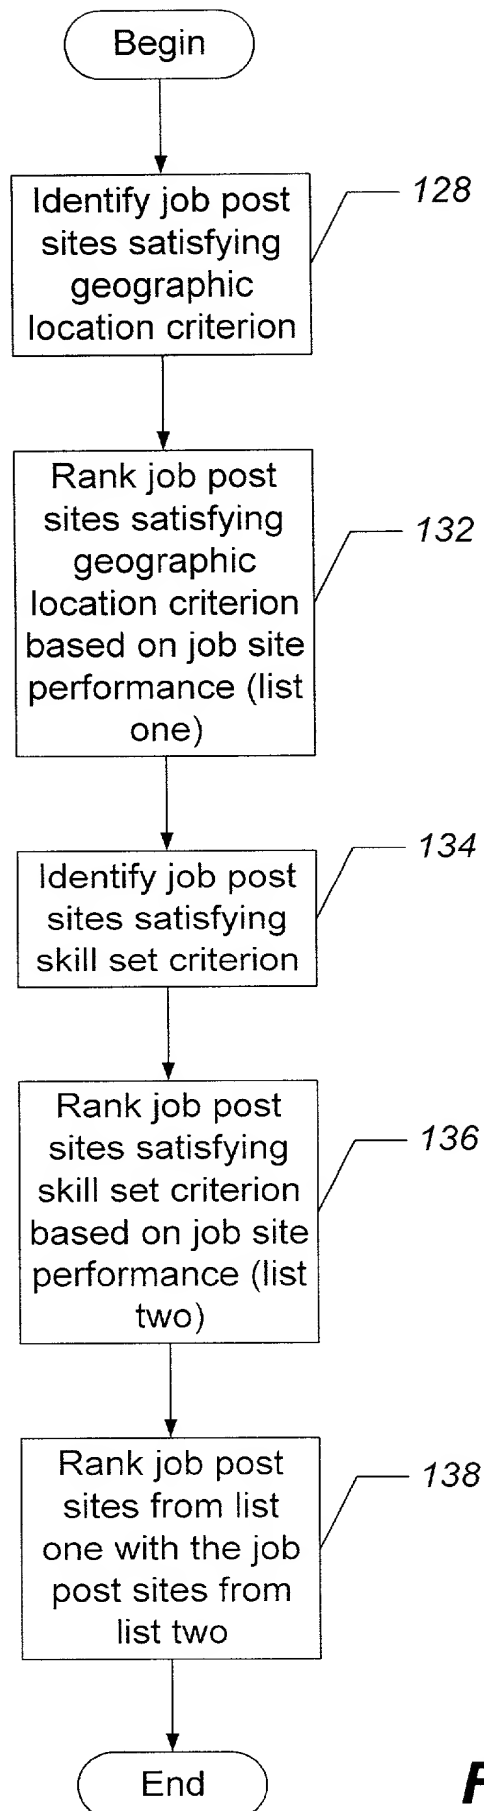 Begin
Identify job post
sites satisfying
geographic
location criterion
128
Rank job post
sites satisfying
geographic
location criterion
based on job site
performance (list
one)
132
Identify job post
sites satisfying
skill set criterion
134
Rank job post
sites satisfying
skill set criterion
based on job site
performance (list
two)
136
Rank job post
sites from list
one with the job
post sites from
list two
138
End